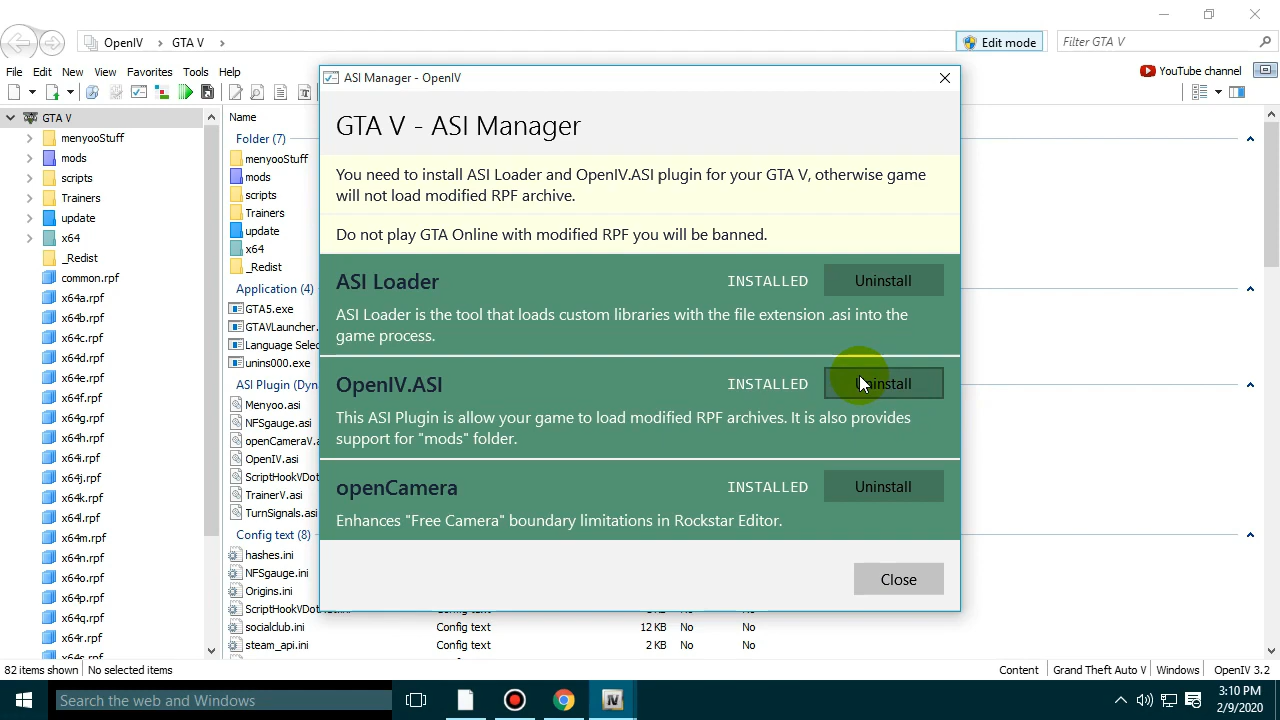 OpenIV
GTA V
Edit mode
Filter GTA V
File Edit New View Favorites Tools Help
YouTube channel
ASI Manager - OpenIV
GTA V - ASI Manager
You need to install ASI Loader and OpenIV.ASI plugin for your GTA V, otherwise game
will not load modified RPF archive.
Do not play GTA Online with modified RPF you will be banned.
ASI Loader INSTALLED Uninstall
ASI Loader is the tool that loads custom libraries with the file extension .asi into the
game process.
OpenIV.ASI INSTALLED Uninstall
This ASI Plugin is allow your game to load modified RPF archives. It is also provides
support for "mods" folder.
openCamera INSTALLED Uninstall
Enhances "Free Camera" boundary limitations in Rockstar Editor.
Close
GTA V
menyooStuff
mods
scripts
Trainers
update
x64
_Redist
common.rpf
x64a.rpf
x64b.rpf
x64c.rpf
x64d.rpf
x64e.rpf
x64f.rpf
x64g.rpf
x64h.rpf
x64i.rpf
x64j.rpf
x64k.rpf
x64l.rpf
x64m.rpf
x64n.rpf
x64o.rpf
x64p.rpf
x64q.rpf
x64r.rpf
Name
Folder (7)
menyooStuff
mods
scripts
Trainers
update
x64
_Redist
Application (4)
GTA5.exe
GTAVLauncher.
Language Selec
unins000.exe
ASI Plugin (Dyn
Menyoo.asi
NFSgauge.asi
openCameraV.a
OpenIV.asi
ScriptHookVDot
TrainerV.asi
TurnSignals.asi
Config text (8)
hashes.ini
NFSgauge.ini
Origins.ini
socialclub.ini Config text 12 KB No No
steam_api.ini Config text 2 KB No No
82 items shown No selected items
Content Grand Theft Auto V Windows OpenIV 3.2
Search the web and Windows
3:10 PM
2/9/2020